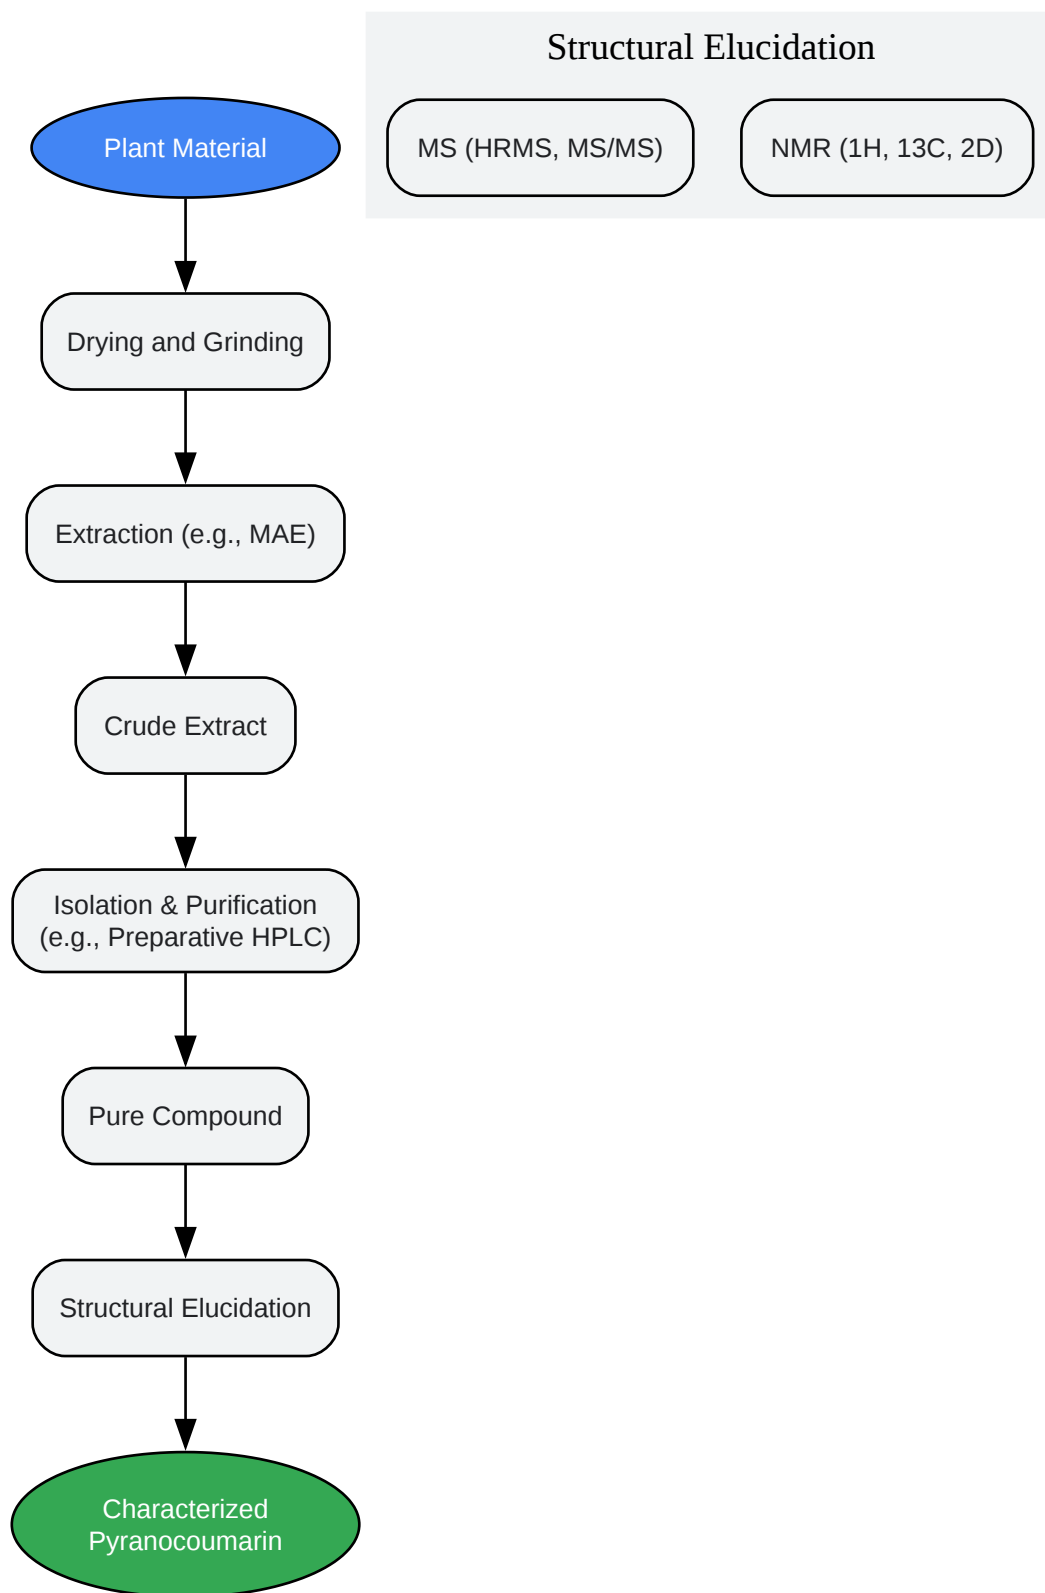 Structural Elucidation
Plant Material
MS (HRMS, MS/MS)
NMR (1H, 13C, 2D)
Drying and Grinding
Extraction (e.g., MAE)
Crude Extract
Isolation & Purification
(e.g., Preparative HPLC)
Pure Compound
Structural Elucidation
Characterized
Pyranocoumarin